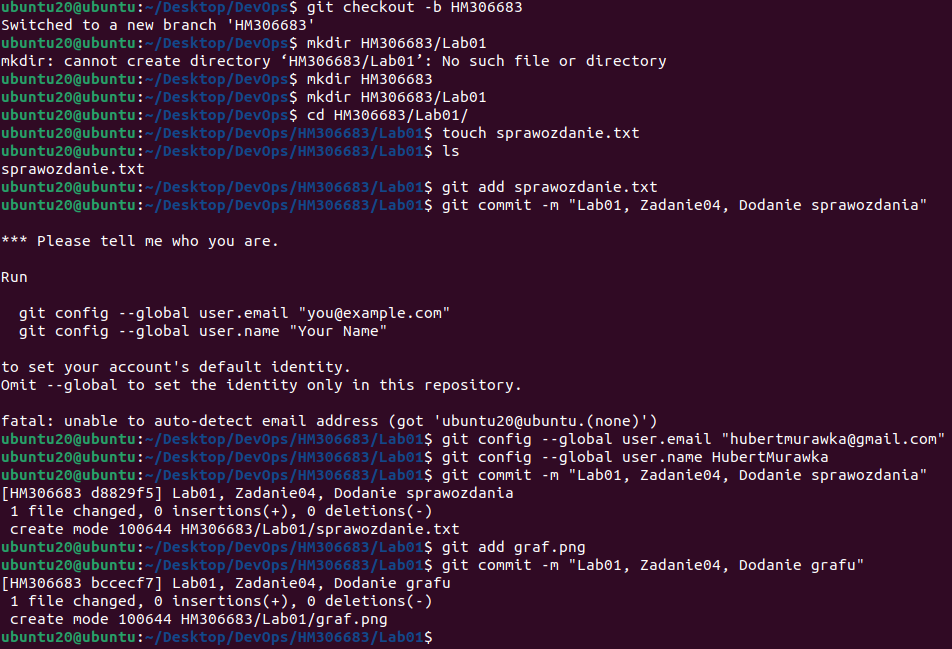 ubuntu20@ubuntu:~/Desktop/DevOps$ git checkout -b HM306683
Switched to a new branch 'HM306683'
ubuntu20@ubuntu:~/Desktop/DevOps$ mkdir HM306683/Lab01
mkdir: cannot create directory ‘HM306683/Lab01’: No such file or directory
ubuntu20@ubuntu:~/Desktop/DevOps$ mkdir HM306683
ubuntu20@ubuntu:~/Desktop/DevOps$ mkdir HM306683/Lab01
ubuntu20@ubuntu:~/Desktop/DevOps$ cd HM306683/Lab01/
ubuntu20@ubuntu:~/Desktop/DevOps/HM306683/Lab01$ touch sprawozdanie.txt
ubuntu20@ubuntu:~/Desktop/DevOps/HM306683/Lab01$ ls
sprawozdanie.txt
ubuntu20@ubuntu:~/Desktop/DevOps/HM306683/Lab01$ git add sprawozdanie.txt
ubuntu20@ubuntu:~/Desktop/DevOps/HM306683/Lab01$ git commit -m "Lab01, Zadanie04, Dodanie sprawozdania"

*** Please tell me who you are.

Run

  git config --global user.email "you@example.com"
  git config --global user.name "Your Name"

to set your account's default identity.
Omit --global to set the identity only in this repository.

fatal: unable to auto-detect email address (got 'ubuntu20@ubuntu.(none)')
ubuntu20@ubuntu:~/Desktop/DevOps/HM306683/Lab01$ git config --global user.email "hubertmurawka@gmail.com"
ubuntu20@ubuntu:~/Desktop/DevOps/HM306683/Lab01$ git config --global user.name HubertMurawka
ubuntu20@ubuntu:~/Desktop/DevOps/HM306683/Lab01$ git commit -m "Lab01, Zadanie04, Dodanie sprawozdania"
[HM306683 d8829f5] Lab01, Zadanie04, Dodanie sprawozdania
 1 file changed, 0 insertions(+), 0 deletions(-)
 create mode 100644 HM306683/Lab01/sprawozdanie.txt
ubuntu20@ubuntu:~/Desktop/DevOps/HM306683/Lab01$ git add graf.png
ubuntu20@ubuntu:~/Desktop/DevOps/HM306683/Lab01$ git commit -m "Lab01, Zadanie04, Dodanie grafu"
[HM306683 bccecf7] Lab01, Zadanie04, Dodanie grafu
 1 file changed, 0 insertions(+), 0 deletions(-)
 create mode 100644 HM306683/Lab01/graf.png
ubuntu20@ubuntu:~/Desktop/DevOps/HM306683/Lab01$